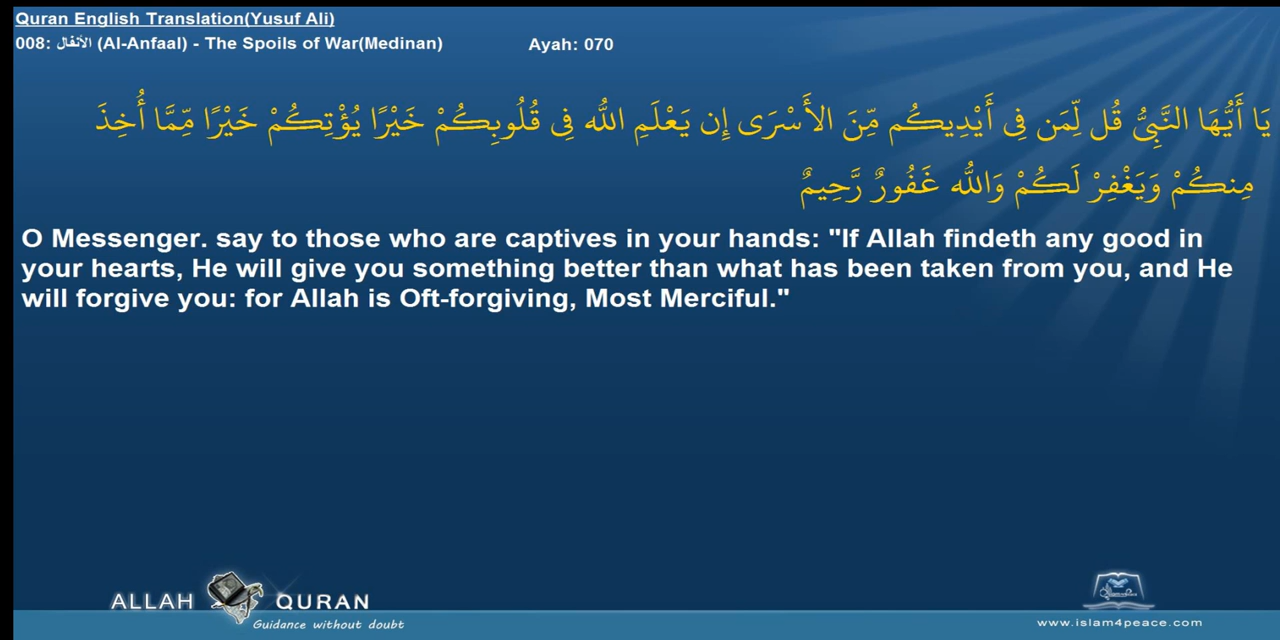 Quran English Translation(Yusuf Ali)
008: الأنفال (Al-Anfaal) - The Spoils of War(Medinan) Ayah: 070
يَا أَيُّهَا النَّبِيُّ قُل لِّمَن فِي أَيْدِيكُم مِّنَ الأَسْرَى إِن يَعْلَمِ اللّه فِي قُلُوبِكُمْ خَيْرًا يُؤْتِكُمْ خَيْرًا مِّمَّا أُخِذَ
مِنكُمْ وَيَغْفِرْ لَكُمْ وَاللّه غَفُورٌ رَّحِيمٌ
O Messenger. say to those who are captives in your hands: "If Allah findeth any good in
your hearts, He will give you something better than what has been taken from you, and He
will forgive you: for Allah is Oft-forgiving, Most Merciful."
ALLAH QURAN
Guidance without doubt
www.islam4peace.com